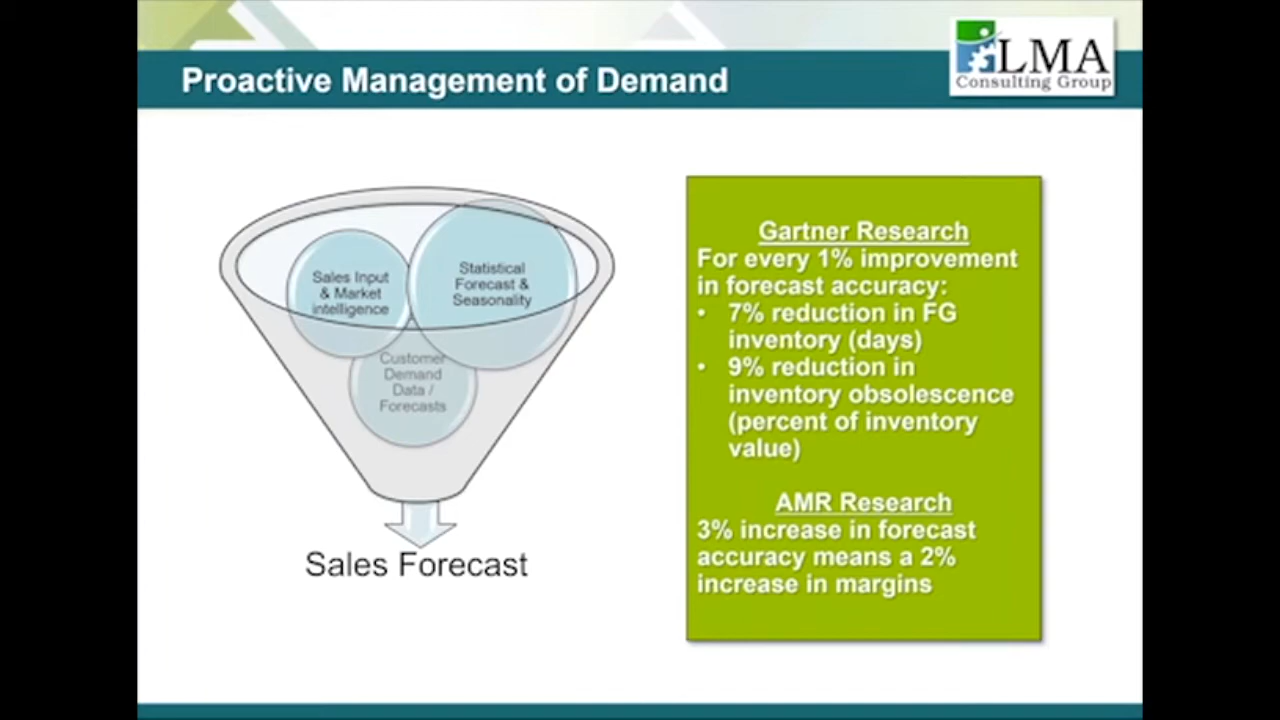 Proactive Management of Demand
LMA
Consulting Group
Sales Input
& Market
intelligence
Statistical
Forecast &
Seasonality
Customer
Demand
Data /
Forecasts
Sales Forecast
Gartner Research
For every 1% improvement
in forecast accuracy:
• 7% reduction in FG
inventory (days)
• 9% reduction in
inventory obsolescence
(percent of inventory
value)
AMR Research
3% increase in forecast
accuracy means a 2%
increase in margins